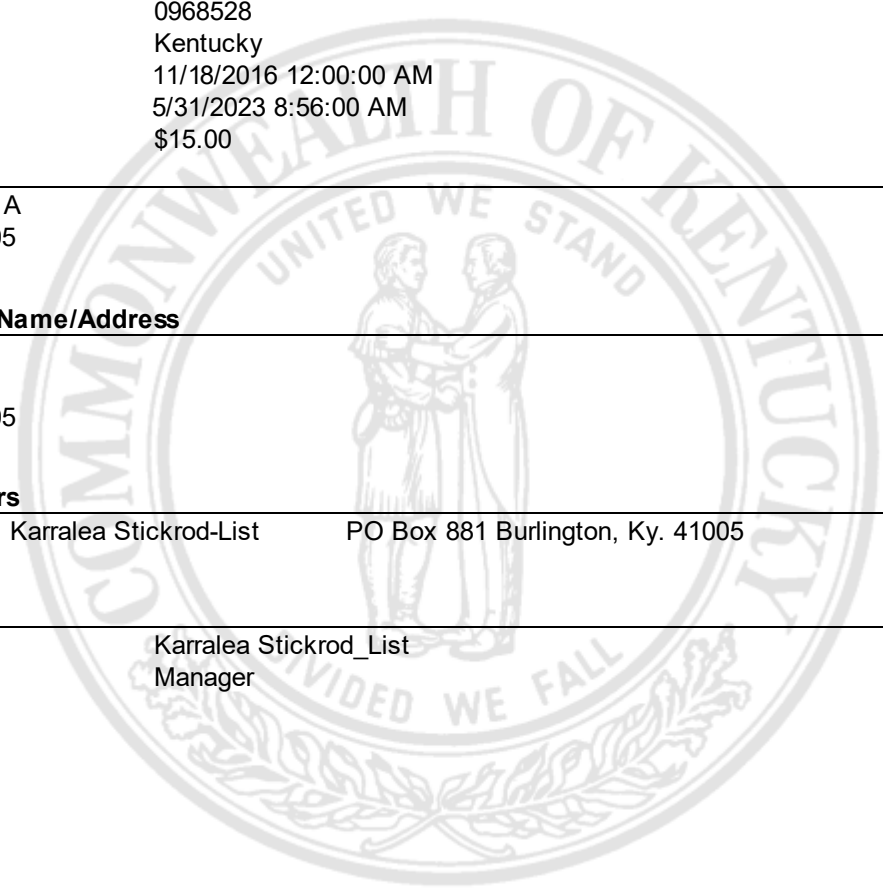 0968528
Kentucky
11/18/2016 12:00:00 AM
5/31/2023 8:56:00 AM
$15.00
A
05
Name/Address
05
rs
Karralea Stickrod-List PO Box 881 Burlington, Ky. 41005
Karralea Stickrod_List
Manager
COMMONWEALTH OF KENTUCKY
UNITED WE STAND
DIVIDED WE FALL